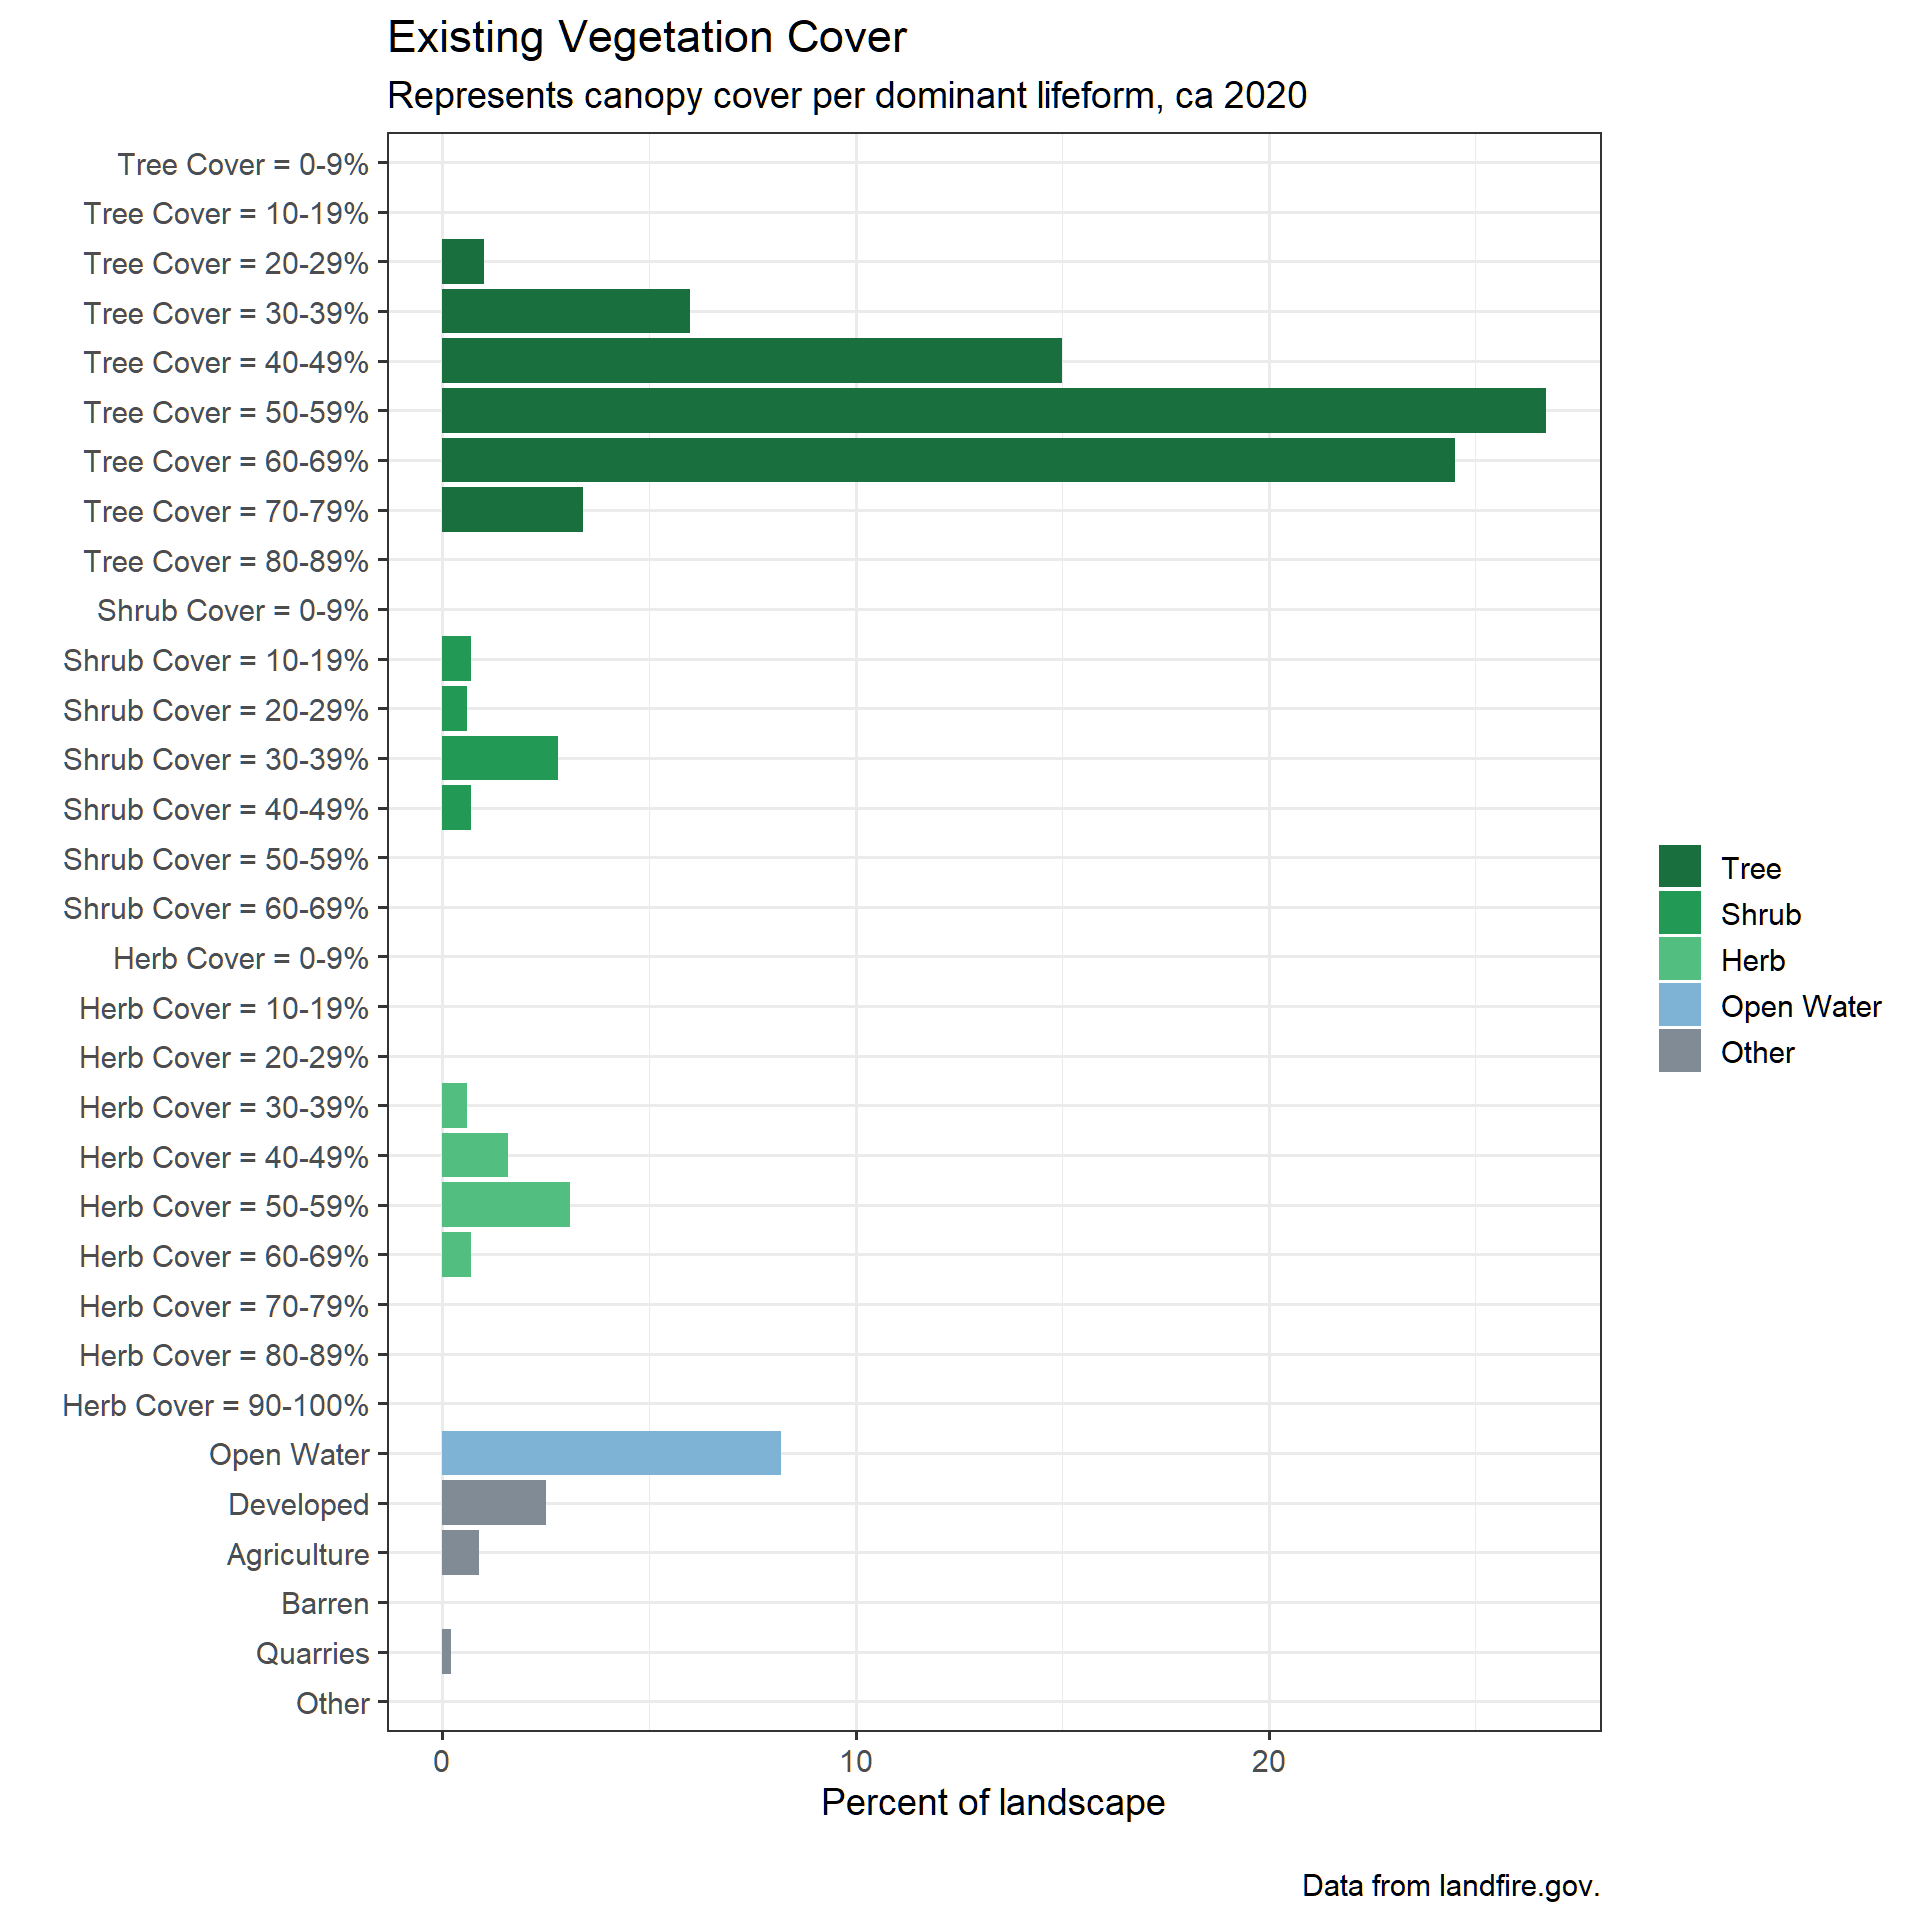 Existing Vegetation Cover
Represents canopy cover per dominant lifeform, ca 2020
Tree Cover = 0-9%
Tree Cover = 10-19%
Tree Cover = 20-29%
Tree Cover = 30-39%
Tree Cover = 40-49%
Tree Cover = 50-59%
Tree Cover = 60-69%
Tree Cover = 70-79%
Tree Cover = 80-89%
Shrub Cover = 0-9%
Shrub Cover = 10-19%
Shrub Cover = 20-29%
Shrub Cover = 30-39%
Shrub Cover = 40-49%
Shrub Cover = 50-59%
Shrub Cover = 60-69%
Herb Cover = 0-9%
Herb Cover = 10-19%
Herb Cover = 20-29%
Herb Cover = 30-39%
Herb Cover = 40-49%
Herb Cover = 50-59%
Herb Cover = 60-69%
Herb Cover = 70-79%
Herb Cover = 80-89%
Herb Cover = 90-100%
Open Water
Developed
Agriculture
Barren
Quarries
Other
0 10 20
Percent of landscape
Tree
Shrub
Herb
Open Water
Other
Data from landfire.gov.